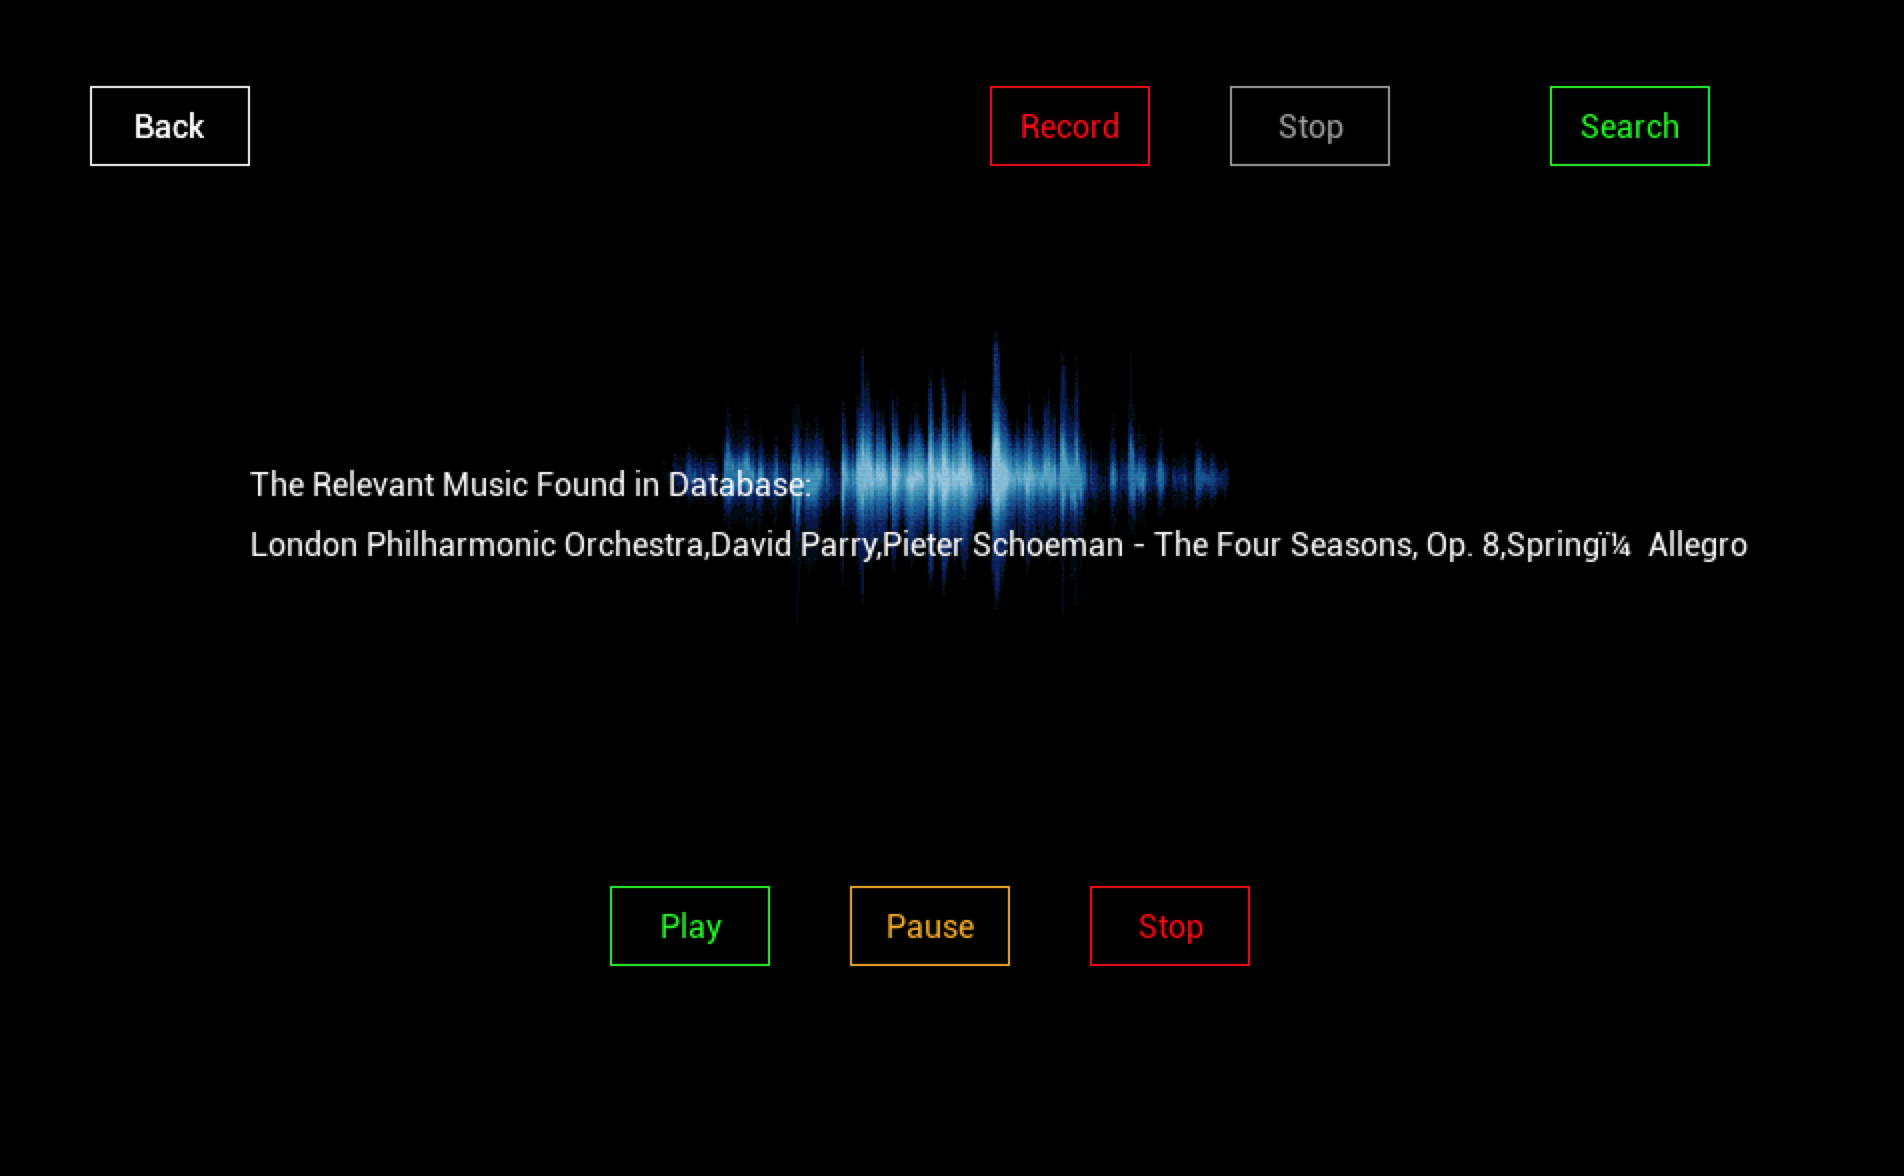 Back
Record
Stop
Search
The Relevant Music Found in Database:
London Philharmonic Orchestra,David Parry,Pieter Schoeman - The Four Seasons, Op. 8,Springï¼ Allegro
Play
Pause
Stop